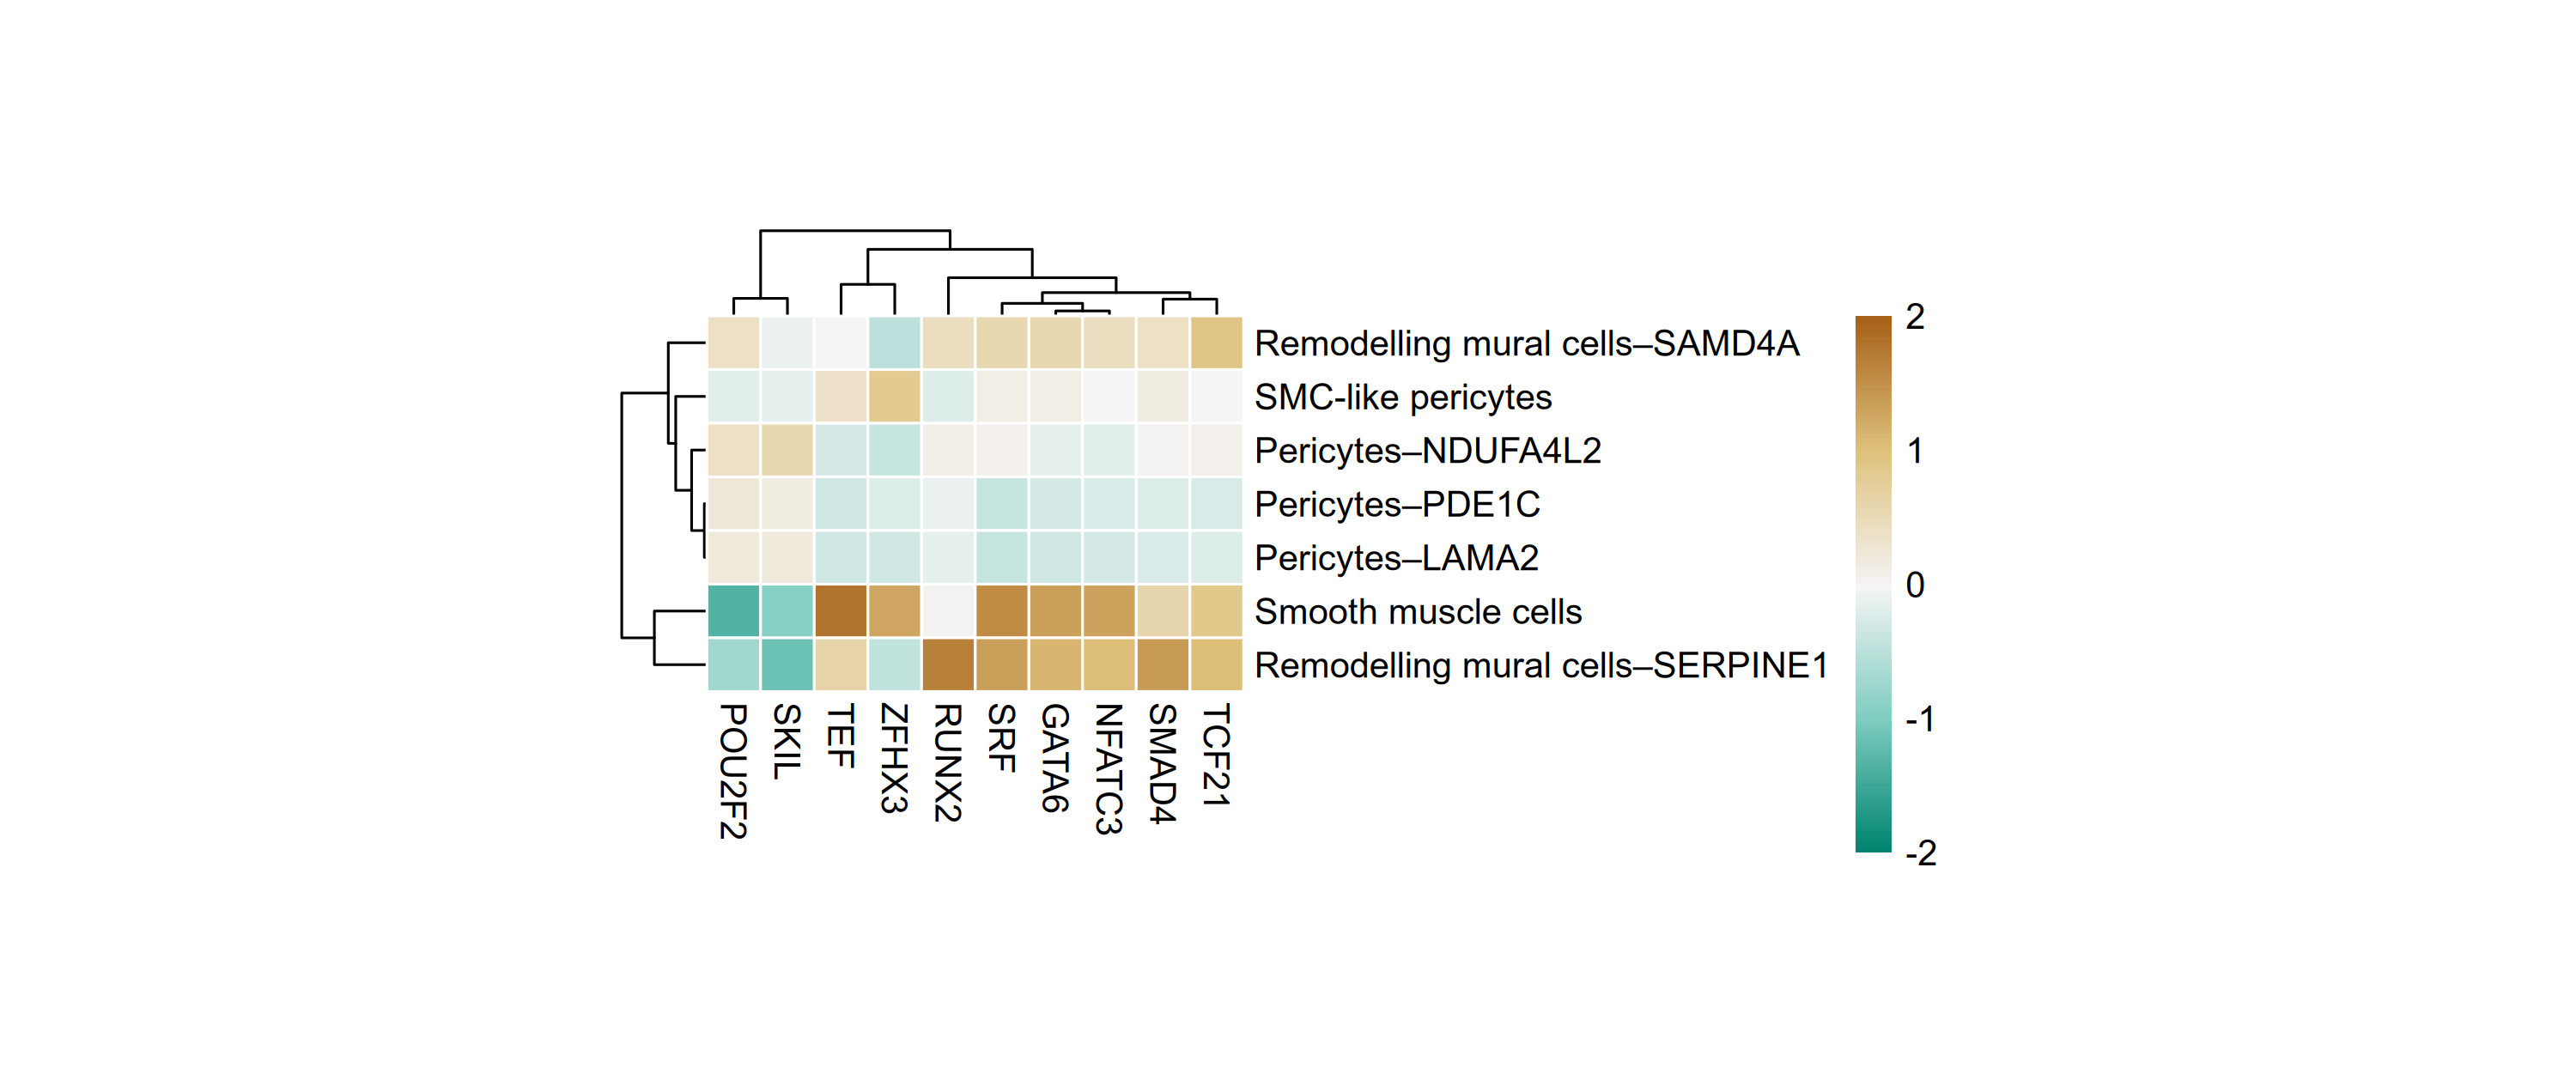 Remodelling mural cells–SAMD4A
SMC-like pericytes
Pericytes–NDUFA4L2
Pericytes–PDE1C
Pericytes–LAMA2
Smooth muscle cells
Remodelling mural cells–SERPINE1
POU2F2
SKIL
TEF
ZFHX3
RUNX2
SRF
GATA6
NFATC3
SMAD4
TCF21
2
1
0
-1
-2